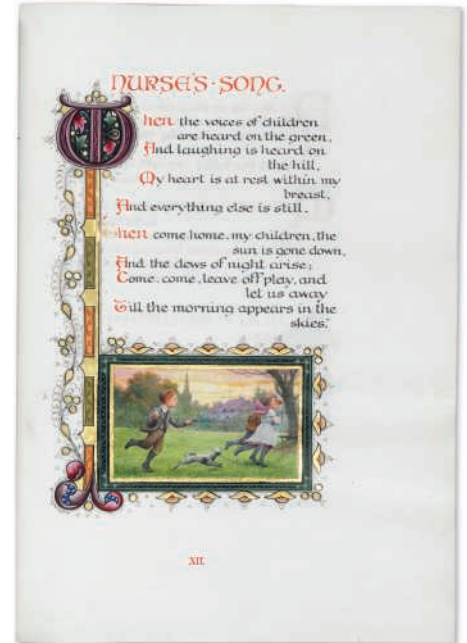 NURSE'S · SONG.
When the voices of children
are heard on the green,
And laughing is heard on
the hill,
My heart is at rest within my
breast,
And everything else is still.
Then come home, my children, the
sun is gone down,
And the dews of night arise;
Come, come, leave off play, and
let us away
Till the morning appears in the
skies."
XII.